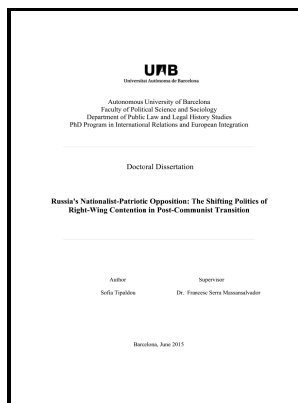 UAB
Universitat Autònoma de Barcelona
Autonomous University of Barcelona
Faculty of Political Science and Sociology
Department of Public Law and Legal History Studies
PhD Program in International Relations and European Integration
Doctoral Dissertation
Russia's Nationalist-Patriotic Opposition: The Shifting Politics of
Right-Wing Contention in Post-Communist Transition
Author
Supervisor
Sofia Tipaldou
Dr. Francesc Serra Massansalvador
Barcelona, June 2015